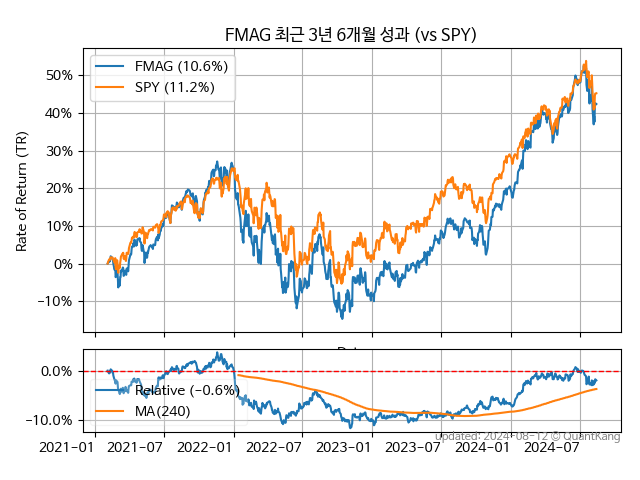 FMAG 최근 3년 6개월 성과 (vs SPY)
FMAG (10.6%)
SPY (11.2%)
Rate of Return (TR)
50%
40%
30%
20%
10%
0%
−10%
0.0%
−10.0%
Relative (−0.6%)
MA(240)
2021−01
2021−07
2022−01
2022−07
2023−01
2023−07
2024−01
2024−07
updated: 2024-08-12 © QuantKang